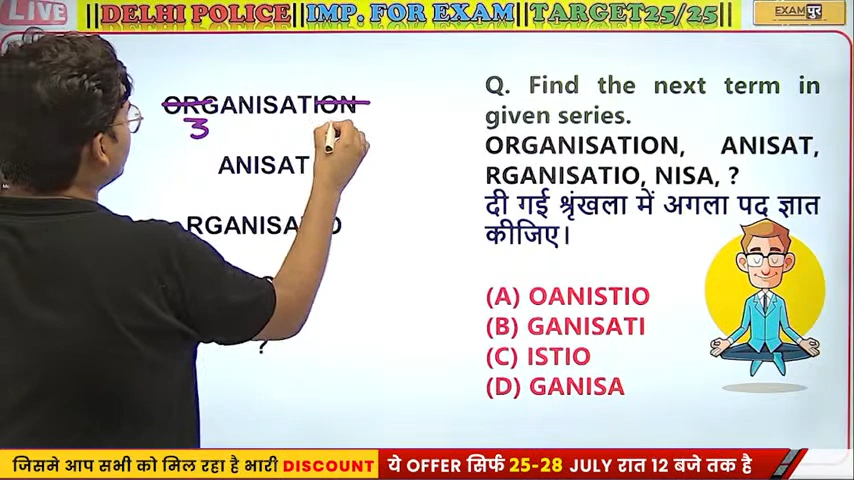 LIVE ||DELHI POLICE||IMP. FOR EXAM||TARGET25/25|| EXAMपुर
ORGANISATION
3
ANISAT
RGANISATIO
?
Q. Find the next term in
given series.
ORGANISATION, ANISAT,
RGANISATIO, NISA, ?
दी गई श्रृंखला में अगला पद ज्ञात
कीजिए।
(A) OANISTIO
(B) GANISATI
(C) ISTIO
(D) GANISA
जिसमे आप सभी को मिल रहा है भारी DISCOUNT ये OFFER सिर्फ 25-28 JULY रात 12 बजे तक है